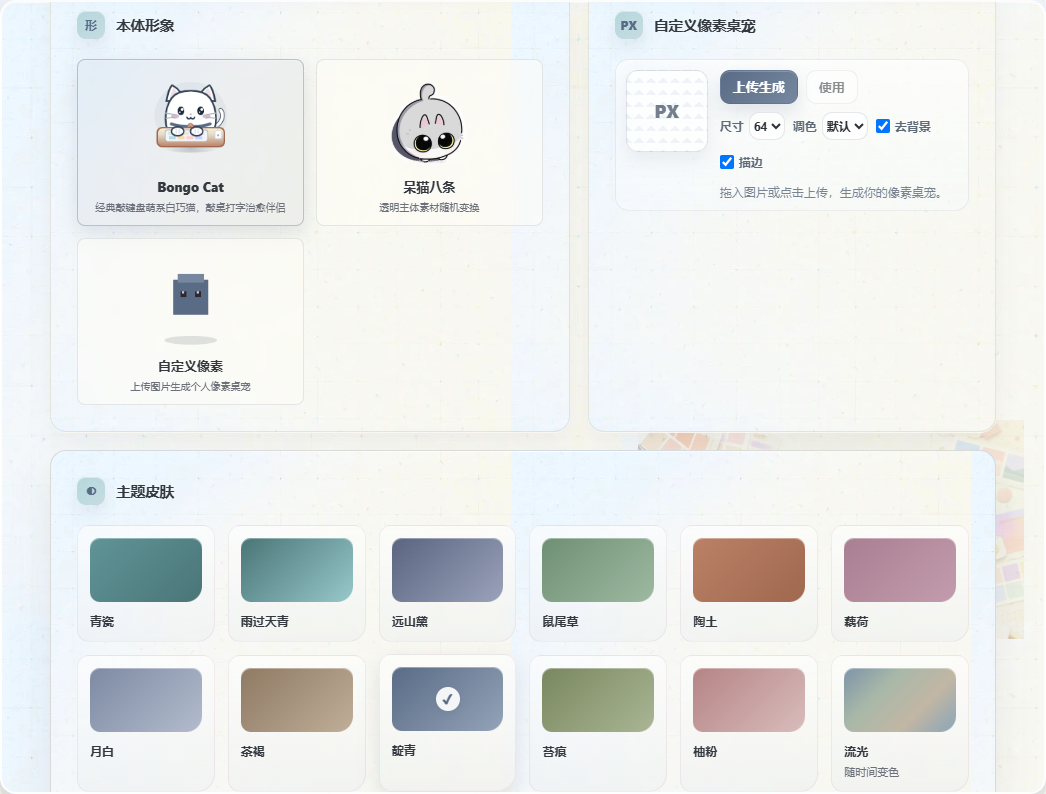 形 本体形象
Bongo Cat
经典敲键盘萌系白巧猫，敲桌打字治愈伴侣
呆猫八条
透明主体素材随机变换
自定义像素
上传图片生成个人像素桌宠
PX 自定义像素桌宠
PX
上传生成 使用
尺寸 64 调色 默认 去背景
描边
拖入图片或点击上传，生成你的像素桌宠。
主题皮肤
青瓷 雨过天青 远山黛 鼠尾草 陶土 藕荷
月白 茶褐 靛青 苔痕 柚粉 流光
随时间变色